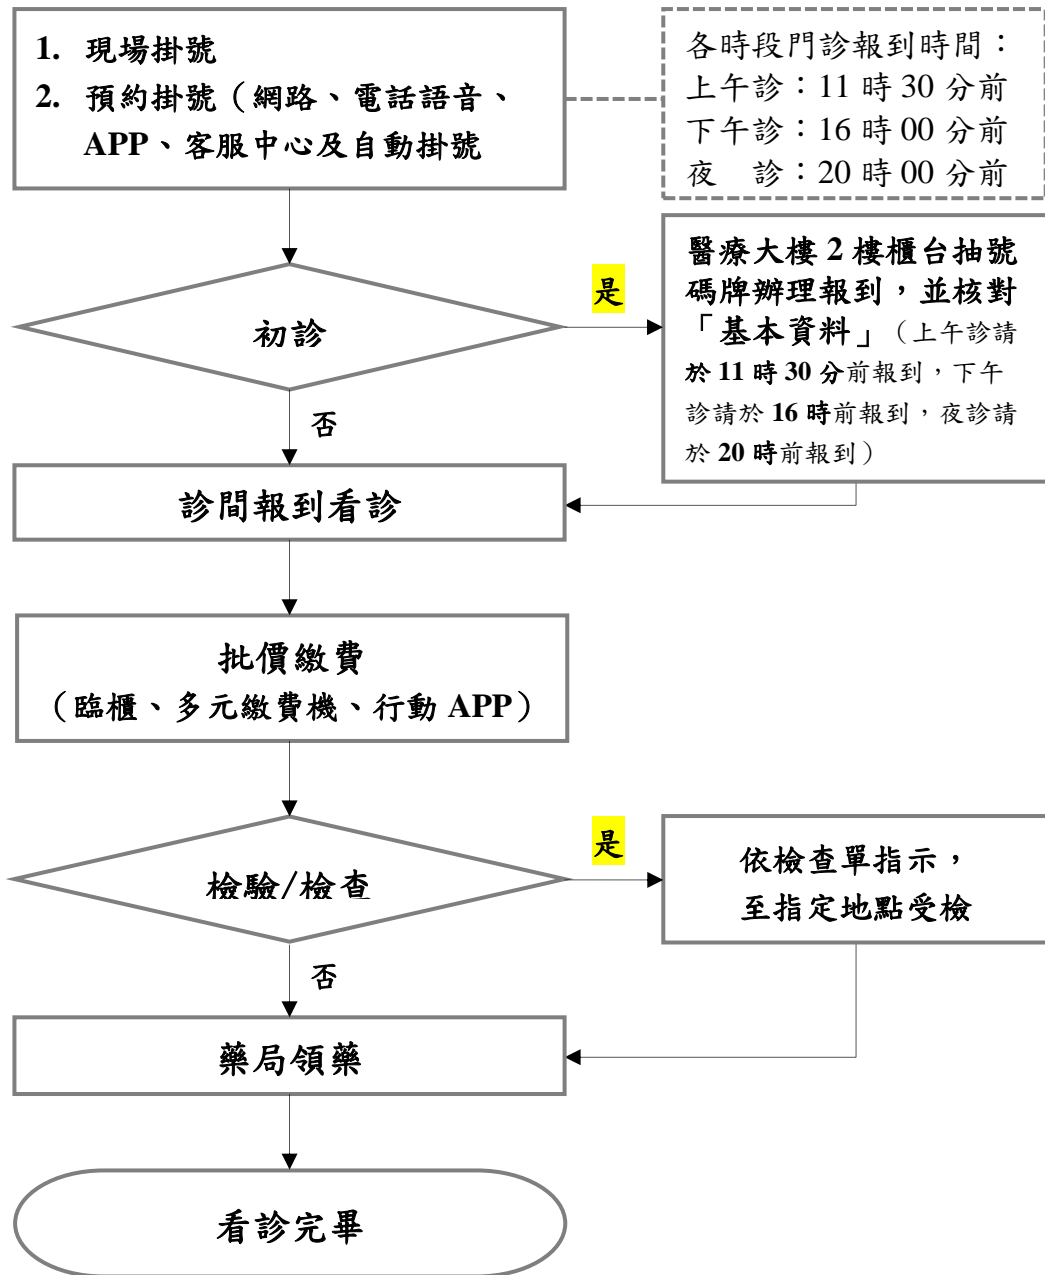 1. 現場掛號
2. 預約掛號（網路、電話語音、
APP、客服中心及自動掛號
各時段門診報到時間：
上午診：11 時 30 分前
下午診：16 時 00 分前
夜　診：20 時 00 分前
初診
是
醫療大樓 2 樓櫃台抽號
碼牌辦理報到，並核對
「基本資料」（上午診請
於 11 時 30 分前報到，下午
診請於 16 時前報到，夜診請
於 20 時前報到）
否
診間報到看診
批價繳費
（臨櫃、多元繳費機、行動 APP）
檢驗/檢查
是
依檢查單指示，
至指定地點受檢
否
藥局領藥
看診完畢